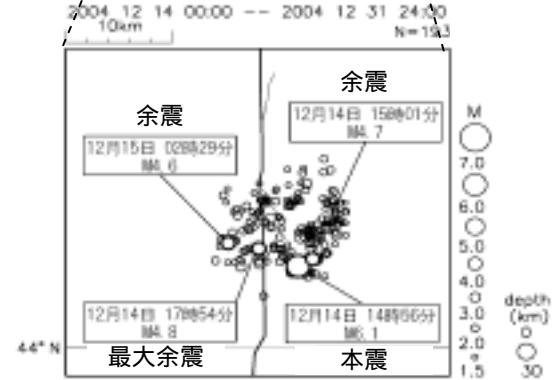 2004 12 14 00:00 -- 2004 12 31 24:00
10km
N=193
余震
12月14日 15時01分
M4.7
余震
12月15日 02時29分
M4.6
M
7.0
6.0
5.0
4.0
3.0
2.0
1.5
depth
(km)
0
30
12月14日 17時54分
M4.8
最大余震
12月14日 14時56分
M6.1
本震
44°N